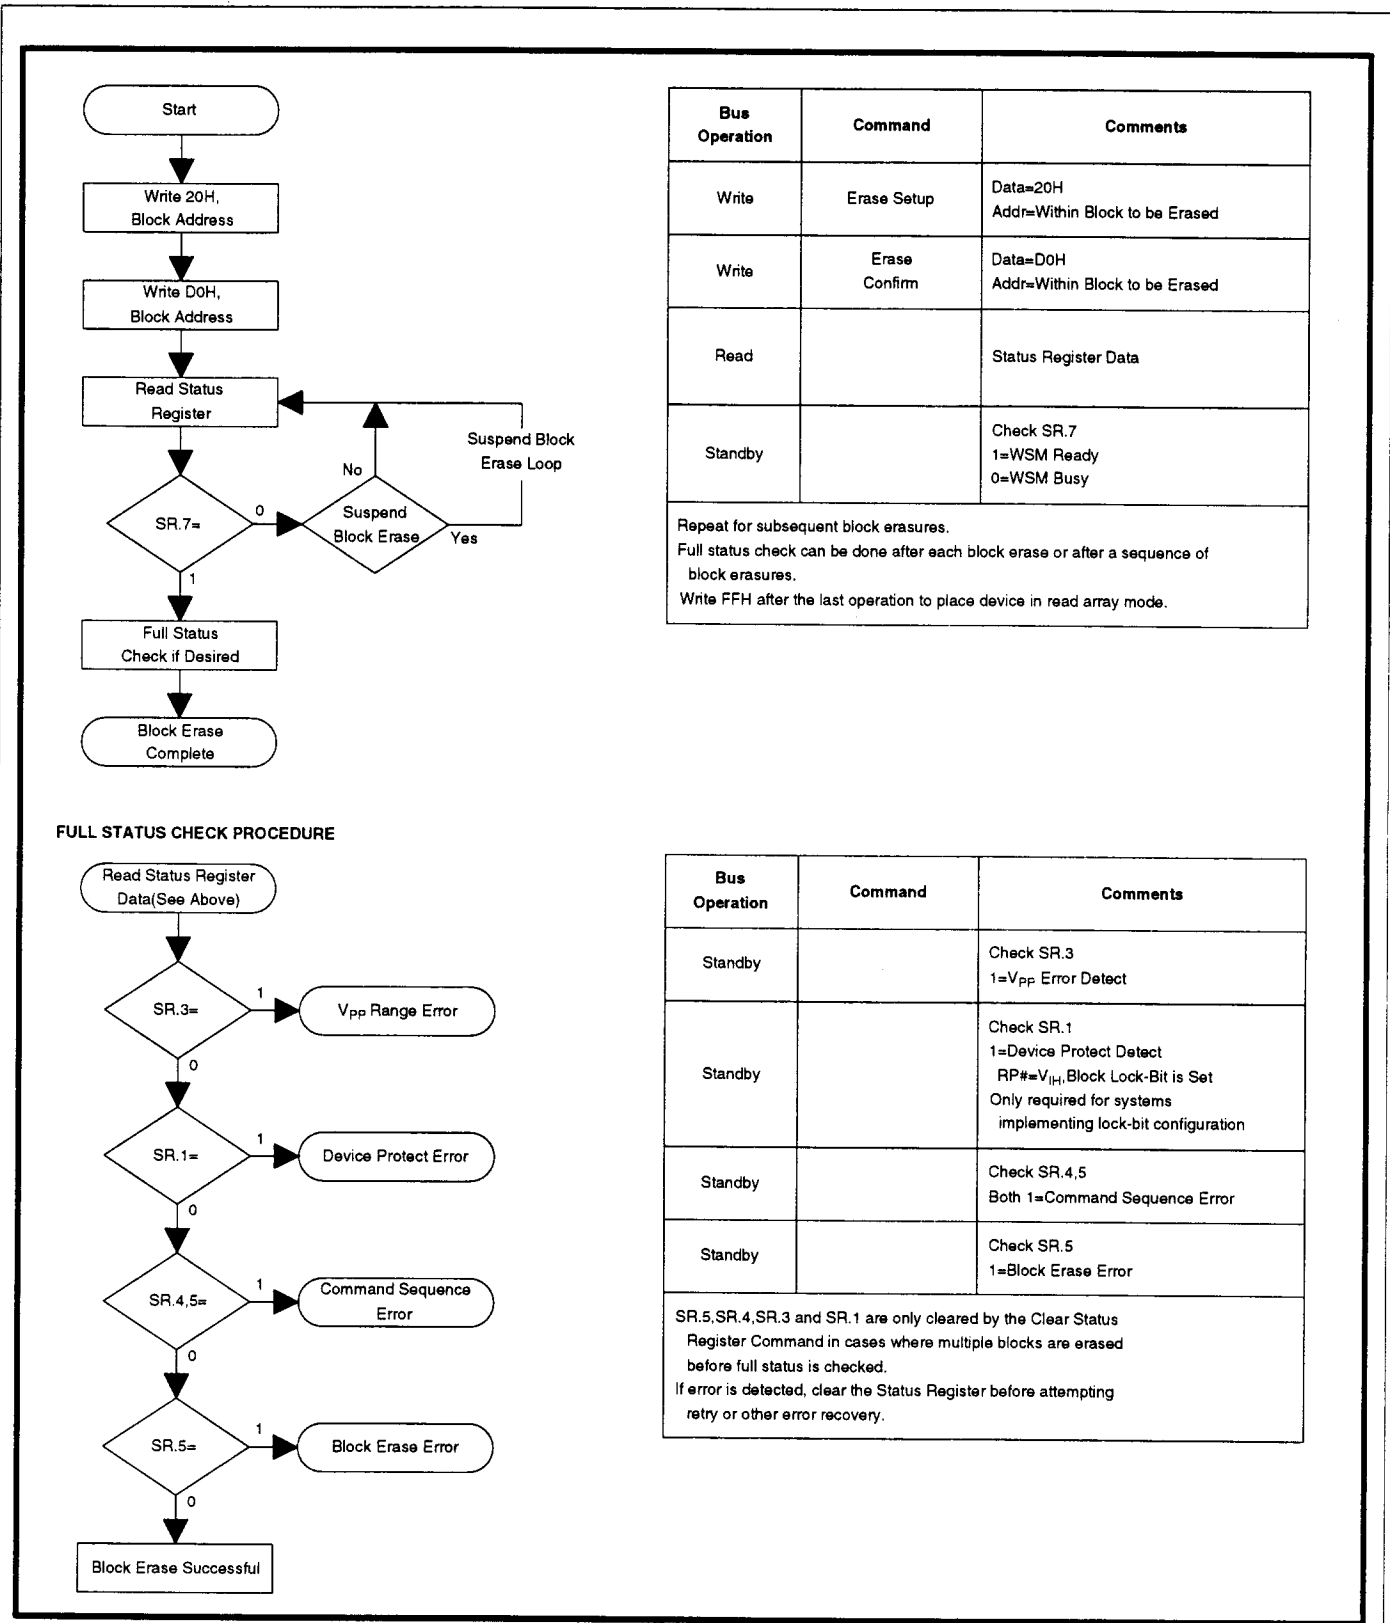 Start
Write 20H,
Block Address
Write D0H,
Block Address
Read Status
Register
Suspend Block
Erase Loop
No
SR.7=
0
Suspend
Block Erase
Yes
1
Full Status
Check if Desired
Block Erase
Complete
Bus
Operation
Command
Comments
Write
Erase Setup
Data=20H
Addr=Within Block to be Erased
Write
Erase
Confirm
Data=D0H
Addr=Within Block to be Erased
Read
Status Register Data
Standby
Check SR.7
1=WSM Ready
0=WSM Busy
Repeat for subsequent block erasures.
Full status check can be done after each block erase or after a sequence of
block erasures.
Write FFH after the last operation to place device in read array mode.
FULL STATUS CHECK PROCEDURE
Read Status Register
Data(See Above)
SR.3=
1
VPP Range Error
0
SR.1=
1
Device Protect Error
0
SR.4,5=
1
Command Sequence
Error
0
SR.5=
1
Block Erase Error
0
Block Erase Successful
Bus
Operation
Command
Comments
Standby
Check SR.3
1=VPP Error Detect
Standby
Check SR.1
1=Device Protect Detect
RP#=VIH,Block Lock-Bit is Set
Only required for systems
implementing lock-bit configuration
Standby
Check SR.4,5
Both 1=Command Sequence Error
Standby
Check SR.5
1=Block Erase Error
SR.5,SR.4,SR.3 and SR.1 are only cleared by the Clear Status
Register Command in cases where multiple blocks are erased
before full status is checked.
If error is detected, clear the Status Register before attempting
retry or other error recovery.